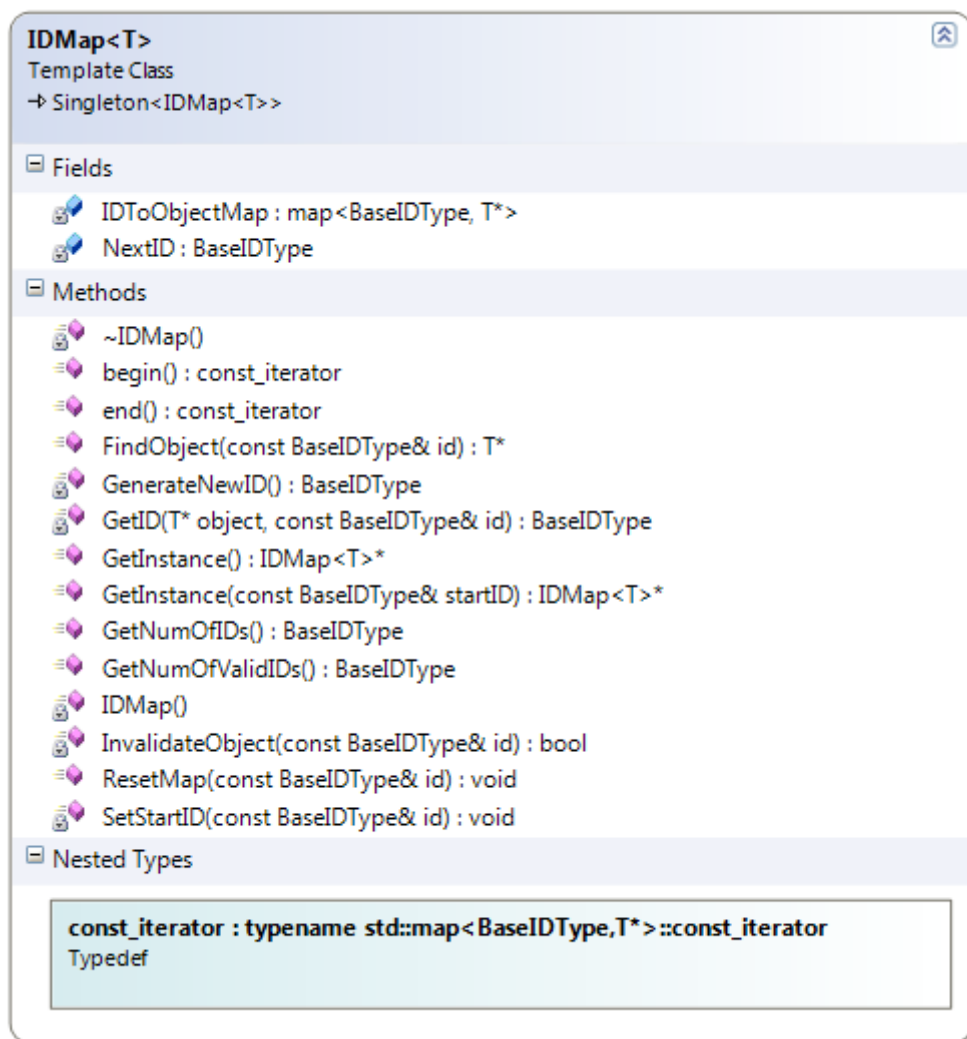 IDMap<T>
Template Class
Singleton<IDMap<T>>
Fields
IDToObjectMap : map<BaseIDType, T*>
NextID : BaseIDType
Methods
~IDMap()
begin() : const_iterator
end() : const_iterator
FindObject(const BaseIDType& id) : T*
GenerateNewID() : BaseIDType
GetID(T* object, const BaseIDType& id) : BaseIDType
GetInstance() : IDMap<T>*
GetInstance(const BaseIDType& startID) : IDMap<T>*
GetNumOfIDs() : BaseIDType
GetNumOfValidIDs() : BaseIDType
IDMap()
InvalidateObject(const BaseIDType& id) : bool
ResetMap(const BaseIDType& id) : void
SetStartID(const BaseIDType& id) : void
Nested Types
const_iterator : typename std::map<BaseIDType,T*>::const_iterator
Typedef